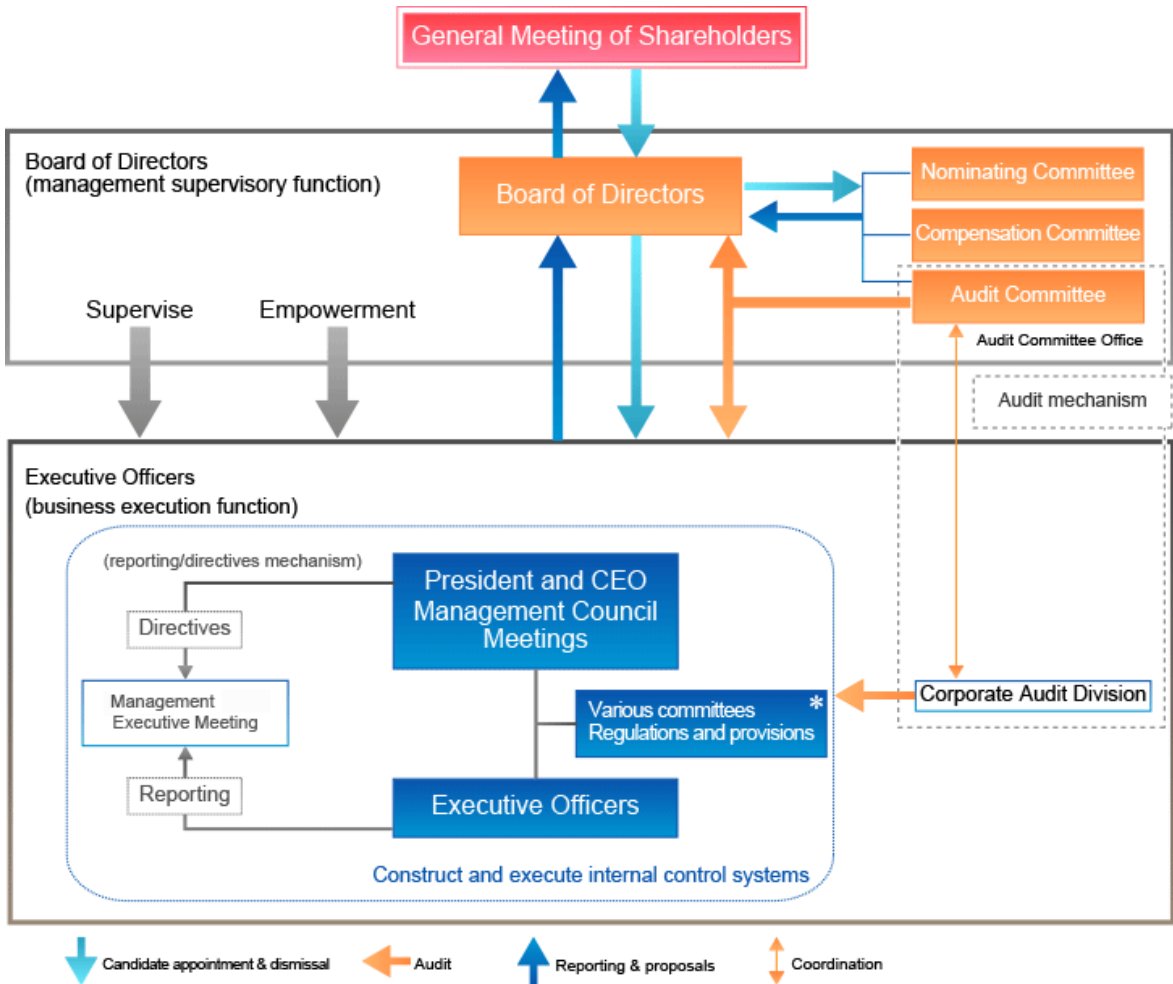 General Meeting of Shareholders
Board of Directors
(management supervisory function)
Board of Directors
Nominating Committee
Compensation Committee
Audit Committee
Audit Committee Office
Supervise
Empowerment
Audit mechanism
Executive Officers
(business execution function)
(reporting/directives mechanism)
President and CEO
Management Council
Meetings
Directives
Management
Executive Meeting
Various committees *
Regulations and provisions
Corporate Audit Division
Reporting
Executive Officers
Construct and execute internal control systems
Candidate appointment & dismissal
Audit
Reporting & proposals
Coordination